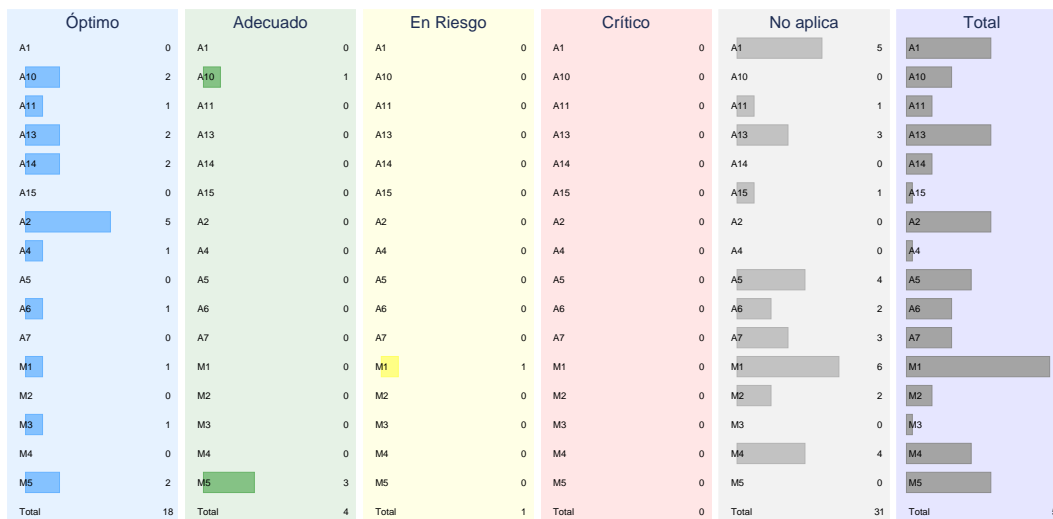 Óptimo Adecuado En Riesgo Crítico No aplica Total
A1 0 A1 0 A1 0 A1 0 A1 5 A1
A10 2 A10 1 A10 0 A10 0 A10 0 A10
A11 1 A11 0 A11 0 A11 0 A11 1 A11
A13 2 A13 0 A13 0 A13 0 A13 3 A13
A14 2 A14 0 A14 0 A14 0 A14 0 A14
A15 0 A15 0 A15 0 A15 0 A15 1 A15
A2 5 A2 0 A2 0 A2 0 A2 0 A2
A4 1 A4 0 A4 0 A4 0 A4 0 A4
A5 0 A5 0 A5 0 A5 0 A5 4 A5
A6 1 A6 0 A6 0 A6 0 A6 2 A6
A7 0 A7 0 A7 0 A7 0 A7 3 A7
M1 1 M1 0 M1 1 M1 0 M1 6 M1
M2 0 M2 0 M2 0 M2 0 M2 2 M2
M3 1 M3 0 M3 0 M3 0 M3 0 M3
M4 0 M4 0 M4 0 M4 0 M4 4 M4
M5 2 M5 3 M5 0 M5 0 M5 0 M5
Total 18 Total 4 Total 1 Total 0 Total 31 Total